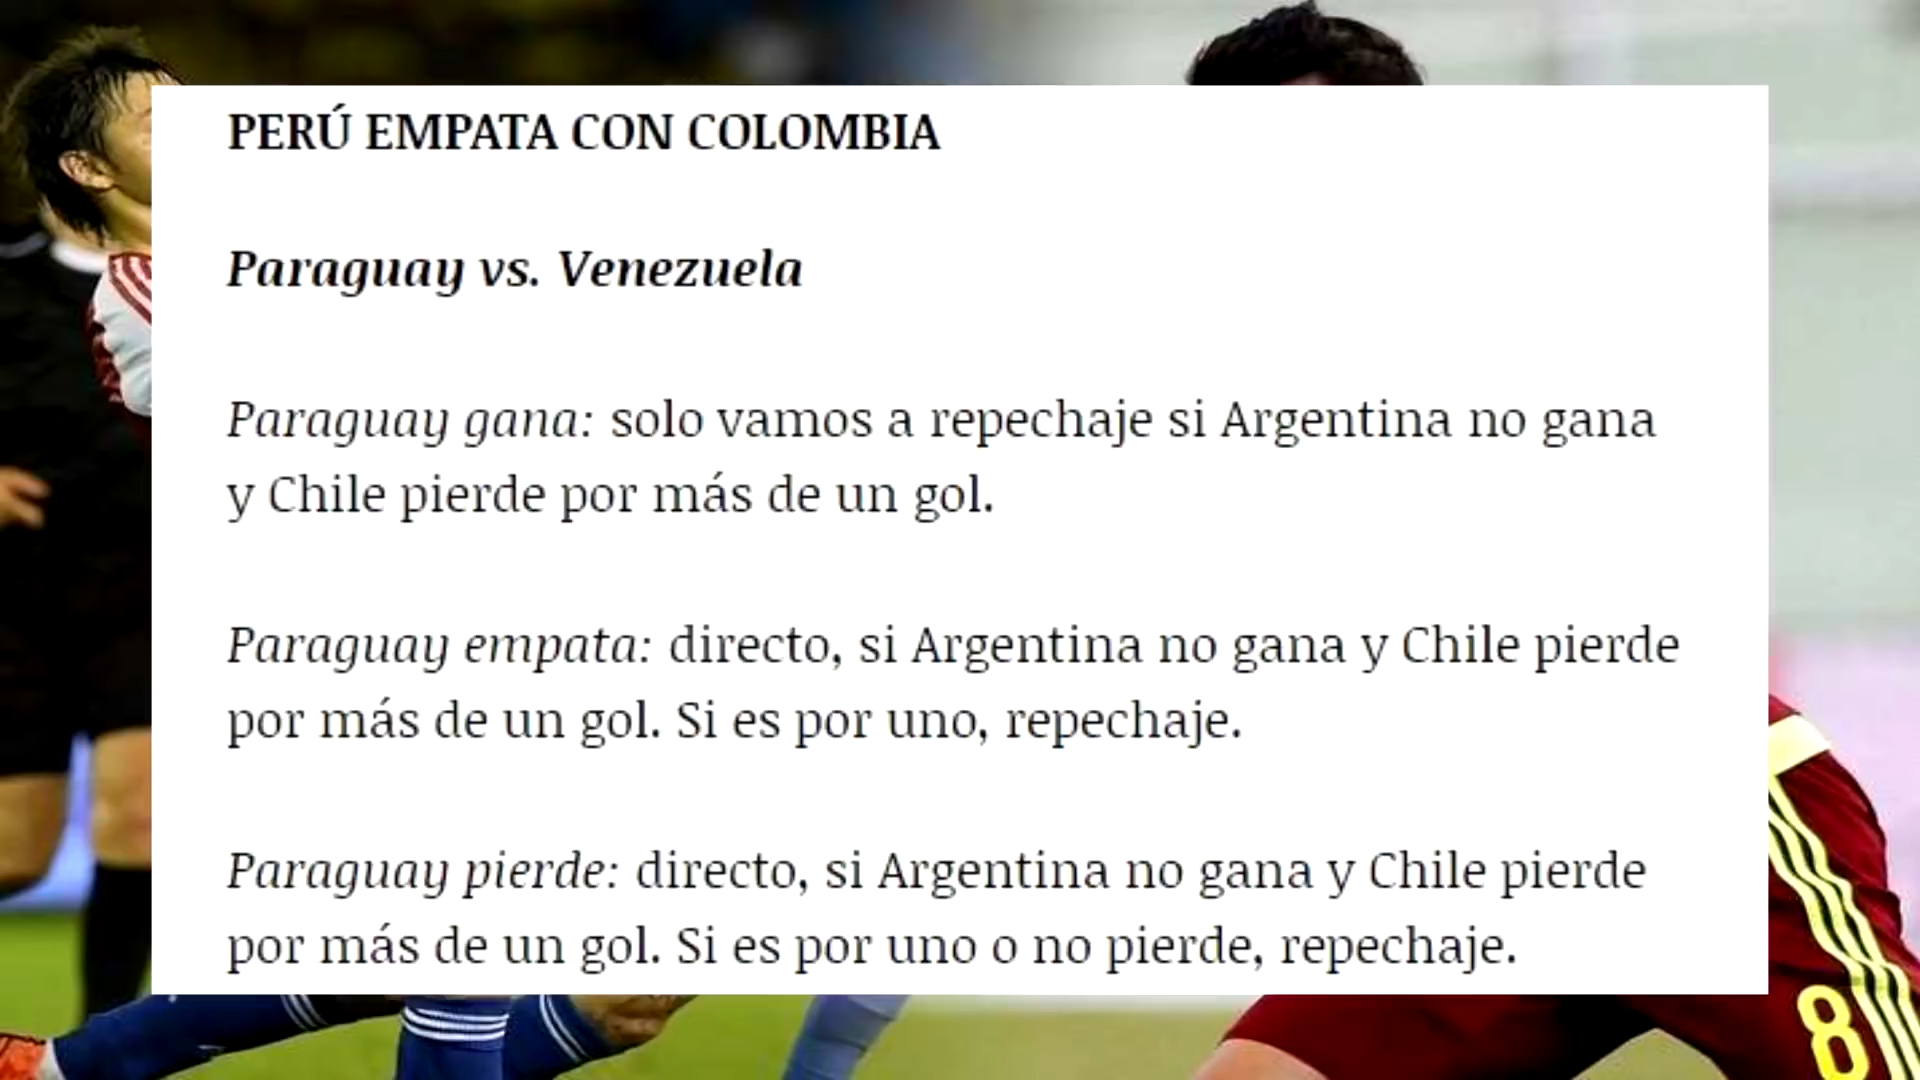 PERÚ EMPATA CON COLOMBIA
Paraguay vs. Venezuela
Paraguay gana: solo vamos a repechaje si Argentina no gana
y Chile pierde por más de un gol.
Paraguay empata: directo, si Argentina no gana y Chile pierde
por más de un gol. Si es por uno, repechaje.
Paraguay pierde: directo, si Argentina no gana y Chile pierde
por más de un gol. Si es por uno o no pierde, repechaje.
8